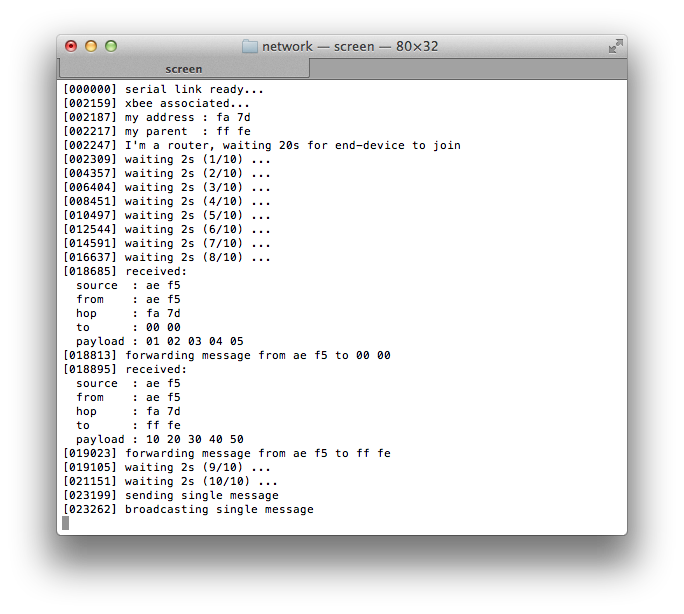 network — screen — 80×32
screen
[000000] serial link ready...
[002159] xbee associated...
[002187] my address : fa 7d
[002217] my parent  : ff fe
[002247] I'm a router, waiting 20s for end-device to join
[002309] waiting 2s (1/10) ...
[004357] waiting 2s (2/10) ...
[006404] waiting 2s (3/10) ...
[008451] waiting 2s (4/10) ...
[010497] waiting 2s (5/10) ...
[012544] waiting 2s (6/10) ...
[014591] waiting 2s (7/10) ...
[016637] waiting 2s (8/10) ...
[018685] received:
  source  : ae f5
  from    : ae f5
  hop     : fa 7d
  to      : 00 00
  payload : 01 02 03 04 05
[018813] forwarding message from ae f5 to 00 00
[018895] received:
  source  : ae f5
  from    : ae f5
  hop     : fa 7d
  to      : ff fe
  payload : 10 20 30 40 50
[019023] forwarding message from ae f5 to ff fe
[019105] waiting 2s (9/10) ...
[021151] waiting 2s (10/10) ...
[023199] sending single message
[023262] broadcasting single message